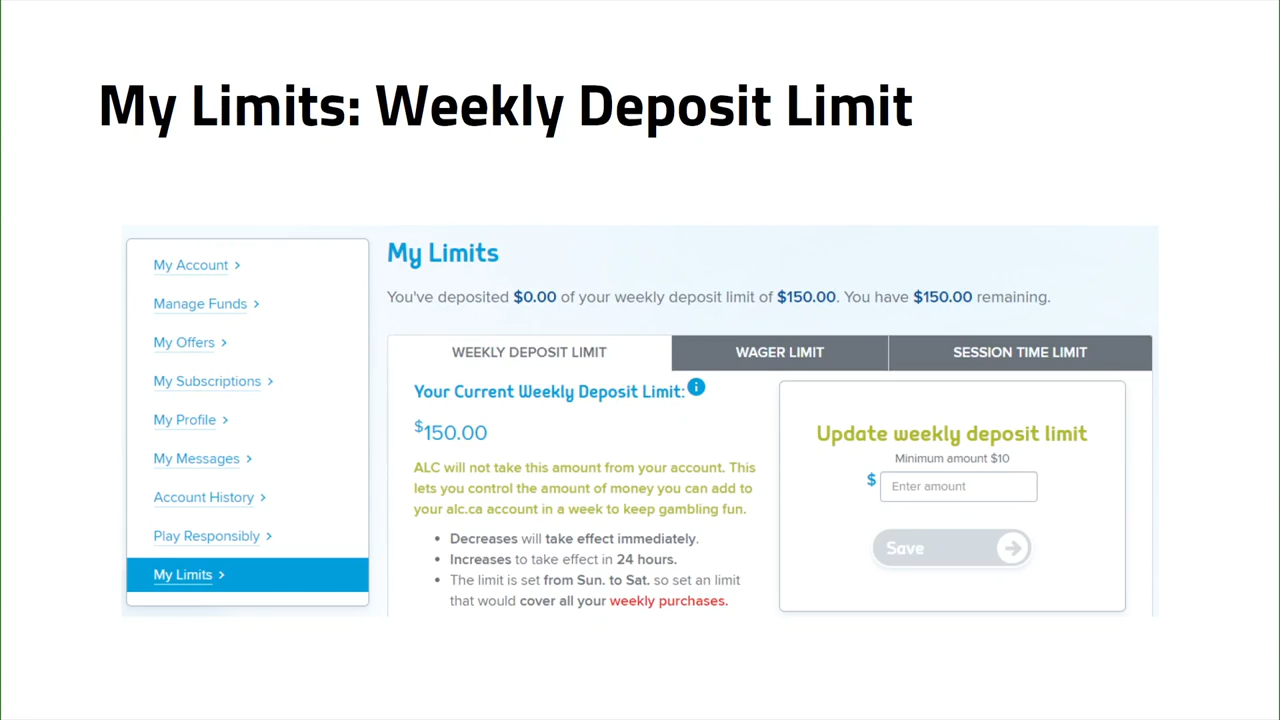 My Limits: Weekly Deposit Limit
My Account >
Manage Funds >
My Offers >
My Subscriptions >
My Profile >
My Messages >
Account History >
Play Responsibly >
My Limits >
My Limits
You've deposited $0.00 of your weekly deposit limit of $150.00. You have $150.00 remaining.
WEEKLY DEPOSIT LIMIT
WAGER LIMIT
SESSION TIME LIMIT
Your Current Weekly Deposit Limit: i
$150.00
ALC will not take this amount from your account. This
lets you control the amount of money you can add to
your alc.ca account in a week to keep gambling fun.
• Decreases will take effect immediately.
• Increases to take effect in 24 hours.
• The limit is set from Sun. to Sat. so set an limit
that would cover all your weekly purchases.
Update weekly deposit limit
Minimum amount $10
$ Enter amount
Save